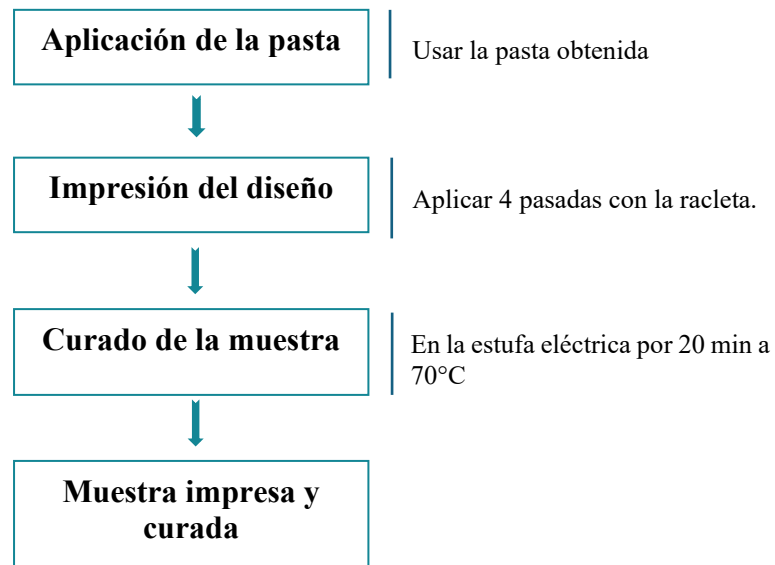 Aplicación de la pasta
Usar la pasta obtenida
Impresión del diseño
Aplicar 4 pasadas con la racleta.
Curado de la muestra
En la estufa eléctrica por 20 min a
70°C
Muestra impresa y
curada